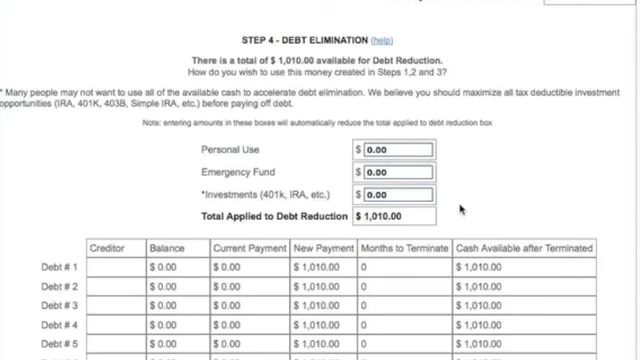 STEP 4 - DEBT ELIMINATION (help)
There is a total of $ 1,010.00 available for Debt Reduction.
How do you wish to use this money created in Steps 1,2 and 3?
* Many people may not want to use all of the available cash to accelerate debt elimination. We believe you should maximize all tax deductible investment
opportunities (IRA, 401K, 403B, Simple IRA, etc.) before paying off debt.
Note: entering amounts in these boxes will automatically reduce the total applied to debt reduction box
Personal Use $ 0.00
Emergency Fund $ 0.00
*Investments (401k, IRA, etc.) $ 0.00
Total Applied to Debt Reduction $ 1,010.00
Creditor Balance Current Payment New Payment Months to Terminate Cash Available after Terminated
Debt # 1 $ 0.00 $ 0.00 $ 1,010.00 0 $ 1,010.00
Debt # 2 $ 0.00 $ 0.00 $ 1,010.00 0 $ 1,010.00
Debt # 3 $ 0.00 $ 0.00 $ 1,010.00 0 $ 1,010.00
Debt # 4 $ 0.00 $ 0.00 $ 1,010.00 0 $ 1,010.00
Debt # 5 $ 0.00 $ 0.00 $ 1,010.00 0 $ 1,010.00